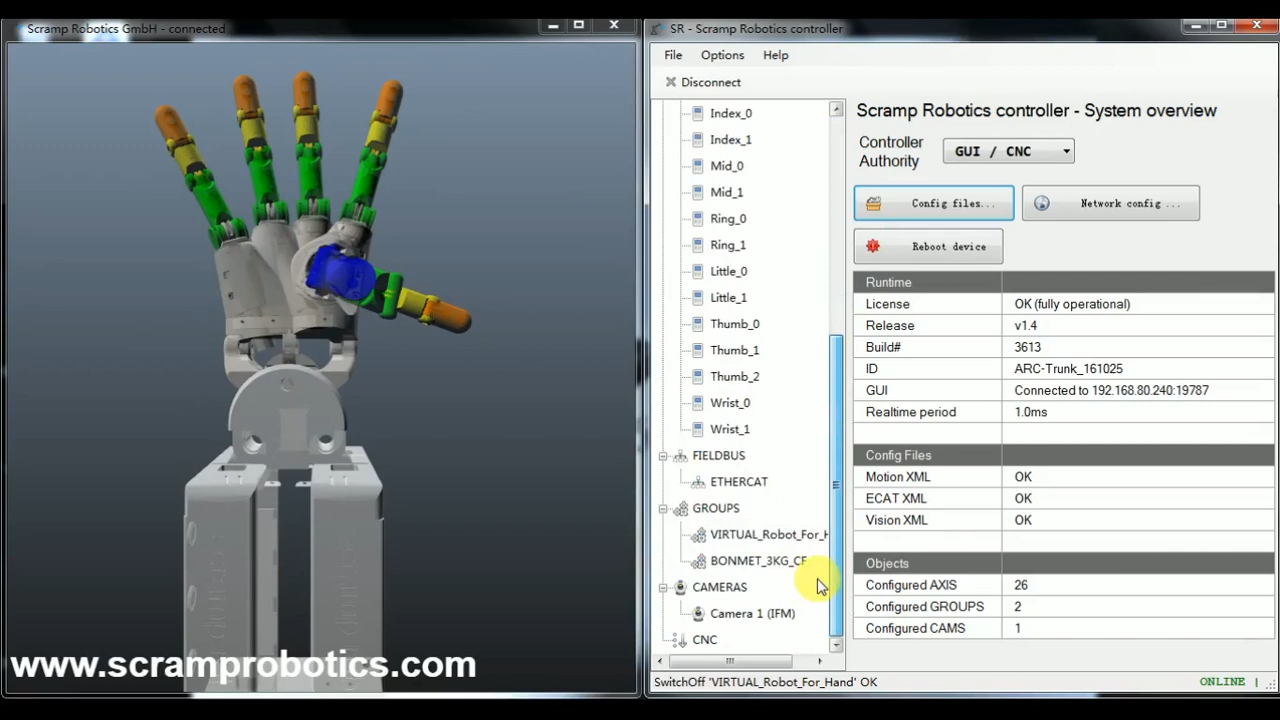 Scramp Robotics GmbH - connected
www.scramprobotics.com
SR - Scramp Robotics controller
File Options Help
Disconnect
Index_0
Index_1
Mid_0
Mid_1
Ring_0
Ring_1
Little_0
Little_1
Thumb_0
Thumb_1
Thumb_2
Wrist_0
Wrist_1
FIELDBUS
ETHERCAT
GROUPS
VIRTUAL_Robot_For_H
BONMET_3KG_CF
CAMERAS
Camera 1 (IFM)
CNC
Scramp Robotics controller - System overview
Controller
Authority
GUI / CNC
Config files... Network config ...
Reboot device
Runtime
License OK (fully operational)
Release v1.4
Build# 3613
ID ARC-Trunk_161025
GUI Connected to 192.168.80.240:19787
Realtime period 1.0ms
Config Files
Motion XML OK
ECAT XML OK
Vision XML OK
Objects
Configured AXIS 26
Configured GROUPS 2
Configured CAMS 1
SwitchOff 'VIRTUAL_Robot_For_Hand' OK ONLINE |